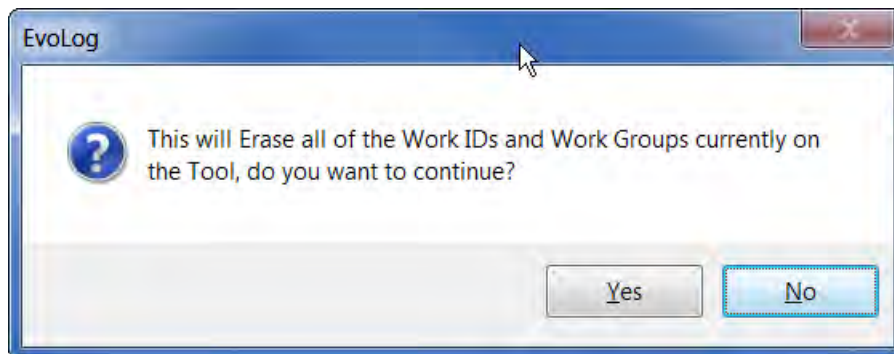 EvoLog
This will Erase all of the Work IDs and Work Groups currently on
the Tool, do you want to continue?
Yes
No